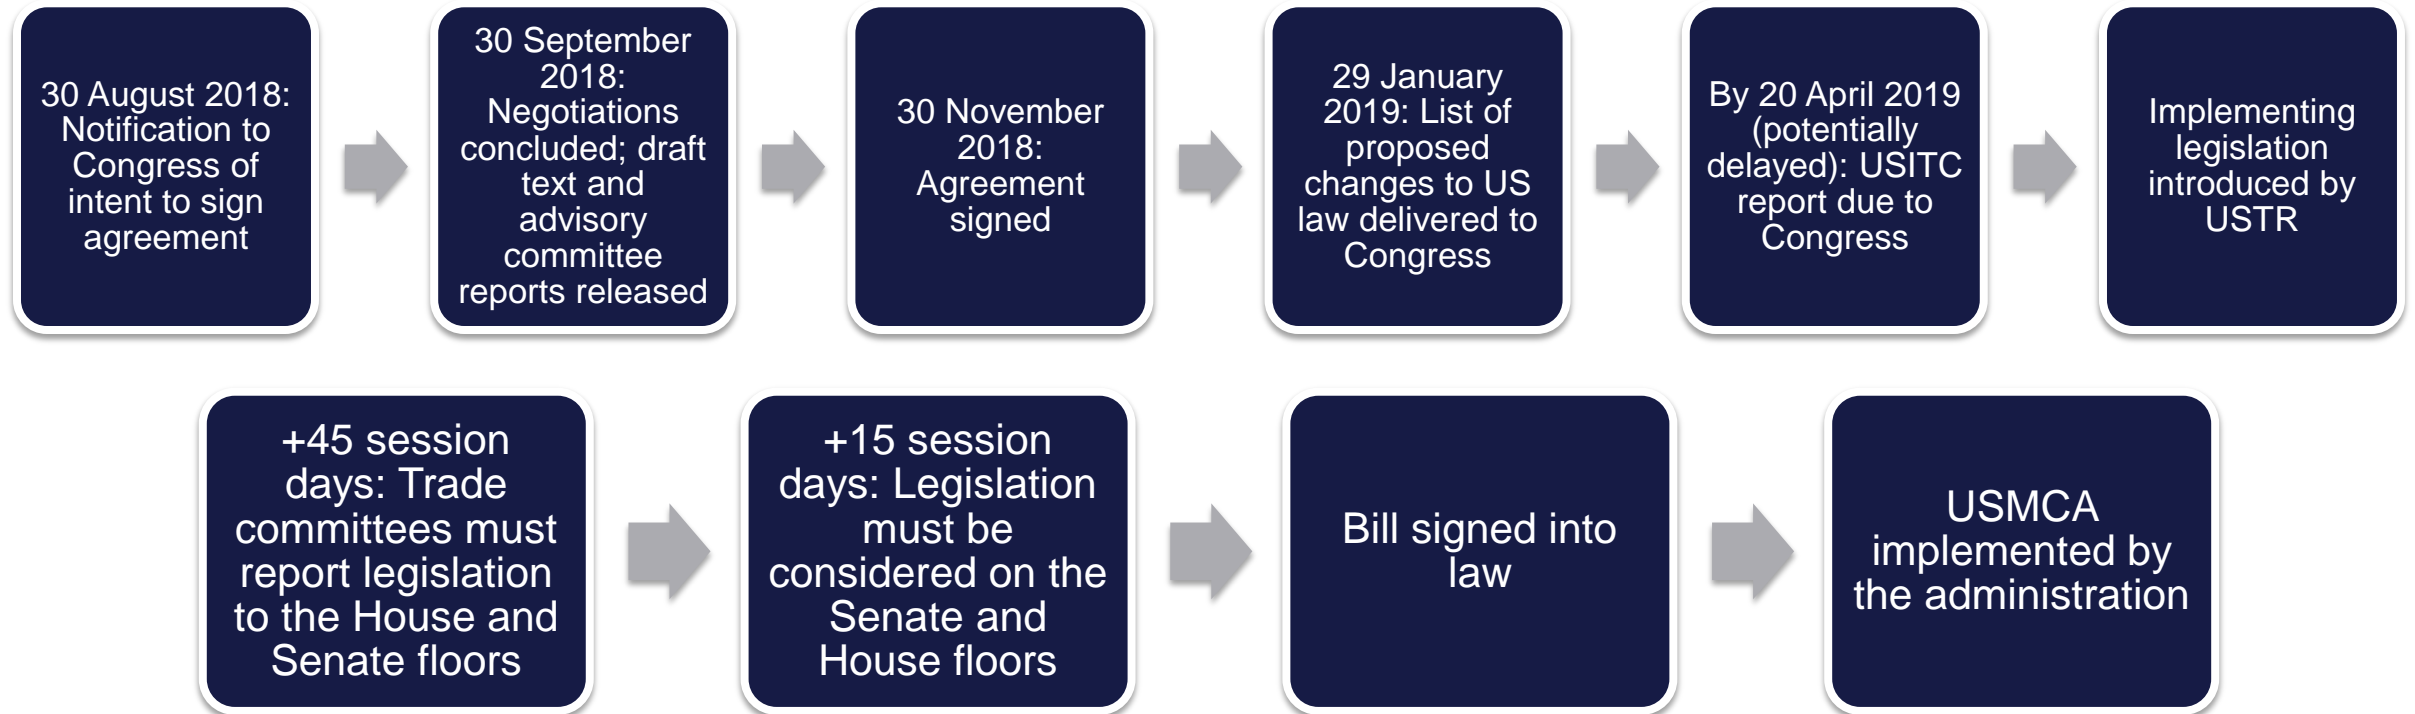 30 August 2018:
Notification to
Congress of
intent to sign
agreement
30 September
2018:
Negotiations
concluded; draft
text and
advisory
committee
reports released
30 November
2018:
Agreement
signed
29 January
2019: List of
proposed
changes to US
law delivered to
Congress
By 20 April 2019
(potentially
delayed): USITC
report due to
Congress
Implementing
legislation
introduced by
USTR
+45 session
days: Trade
committees must
report legislation
to the House and
Senate floors
+15 session
days: Legislation
must be
considered on the
Senate and
House floors
Bill signed into
law
USMCA
implemented by
the administration